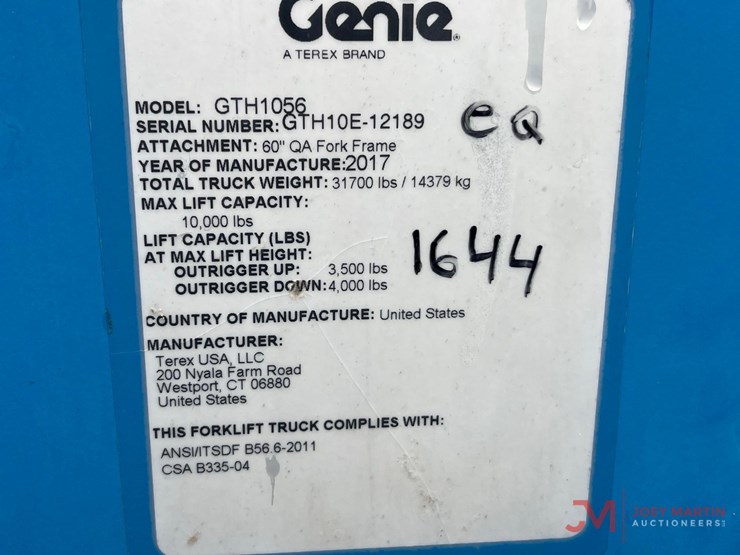 Genie
A TEREX BRAND
MODEL: GTH1056
SERIAL NUMBER: GTH10E-12189
eQ
ATTACHMENT: 60" QA Fork Frame
YEAR OF MANUFACTURE: 2017
TOTAL TRUCK WEIGHT: 31700 lbs / 14379 kg
MAX LIFT CAPACITY:
10,000 lbs
LIFT CAPACITY (LBS)
AT MAX LIFT HEIGHT:
OUTRIGGER UP: 3,500 lbs
OUTRIGGER DOWN: 4,000 lbs
1644
COUNTRY OF MANUFACTURE: United States
MANUFACTURER:
Terex USA, LLC
200 Nyala Farm Road
Westport, CT 06880
United States
THIS FORKLIFT TRUCK COMPLIES WITH:
ANSI/ITSDF B56.6-2011
CSA B335-04
JM JOEY MARTIN
AUCTIONEERS